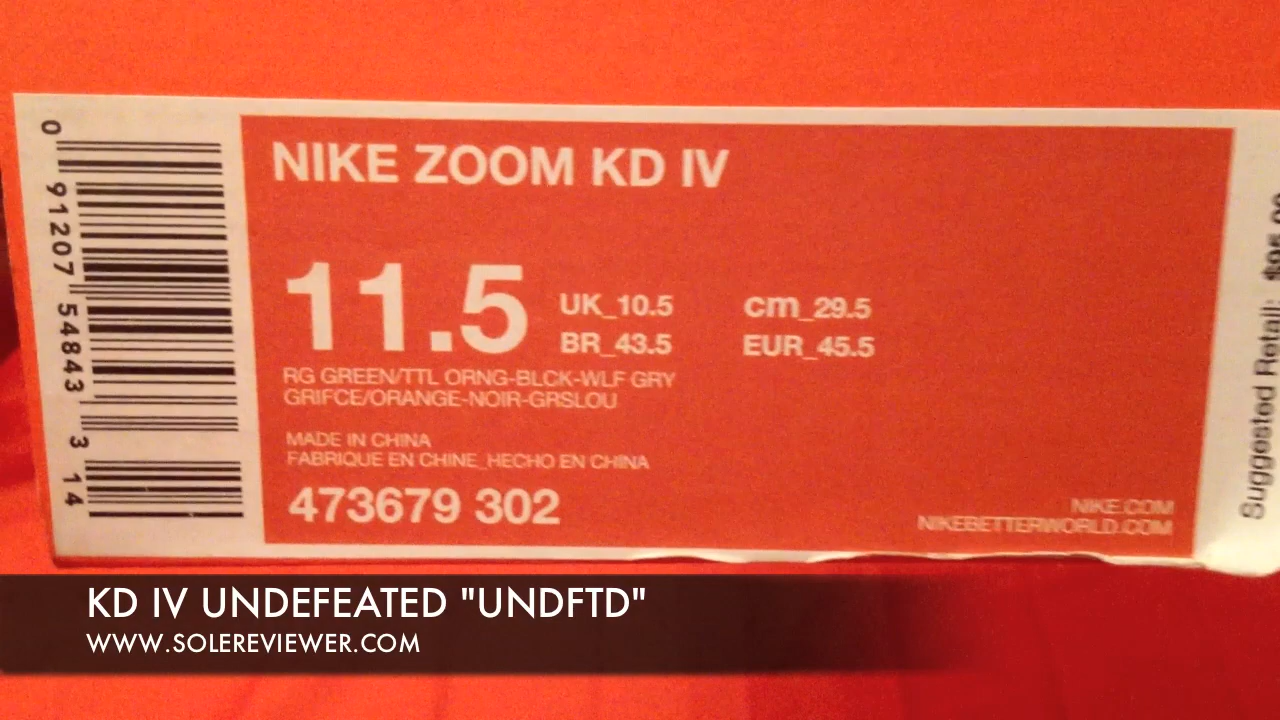 0 91207 54843 3 14
NIKE ZOOM KD IV
11.5
UK_10.5 cm_29.5
BR_43.5 EUR_45.5
RG GREEN/TTL ORNG-BLCK-WLF GRY
GRIFCE/ORANGE-NOIR-GRSLOU
MADE IN CHINA
FABRIQUE EN CHINE_HECHO EN CHINA
473679 302
NIKE.COM
NIKEBETTERWORLD.COM
Suggested Retail:
KD IV UNDEFEATED "UNDFTD"
WWW.SOLEREVIEWER.COM